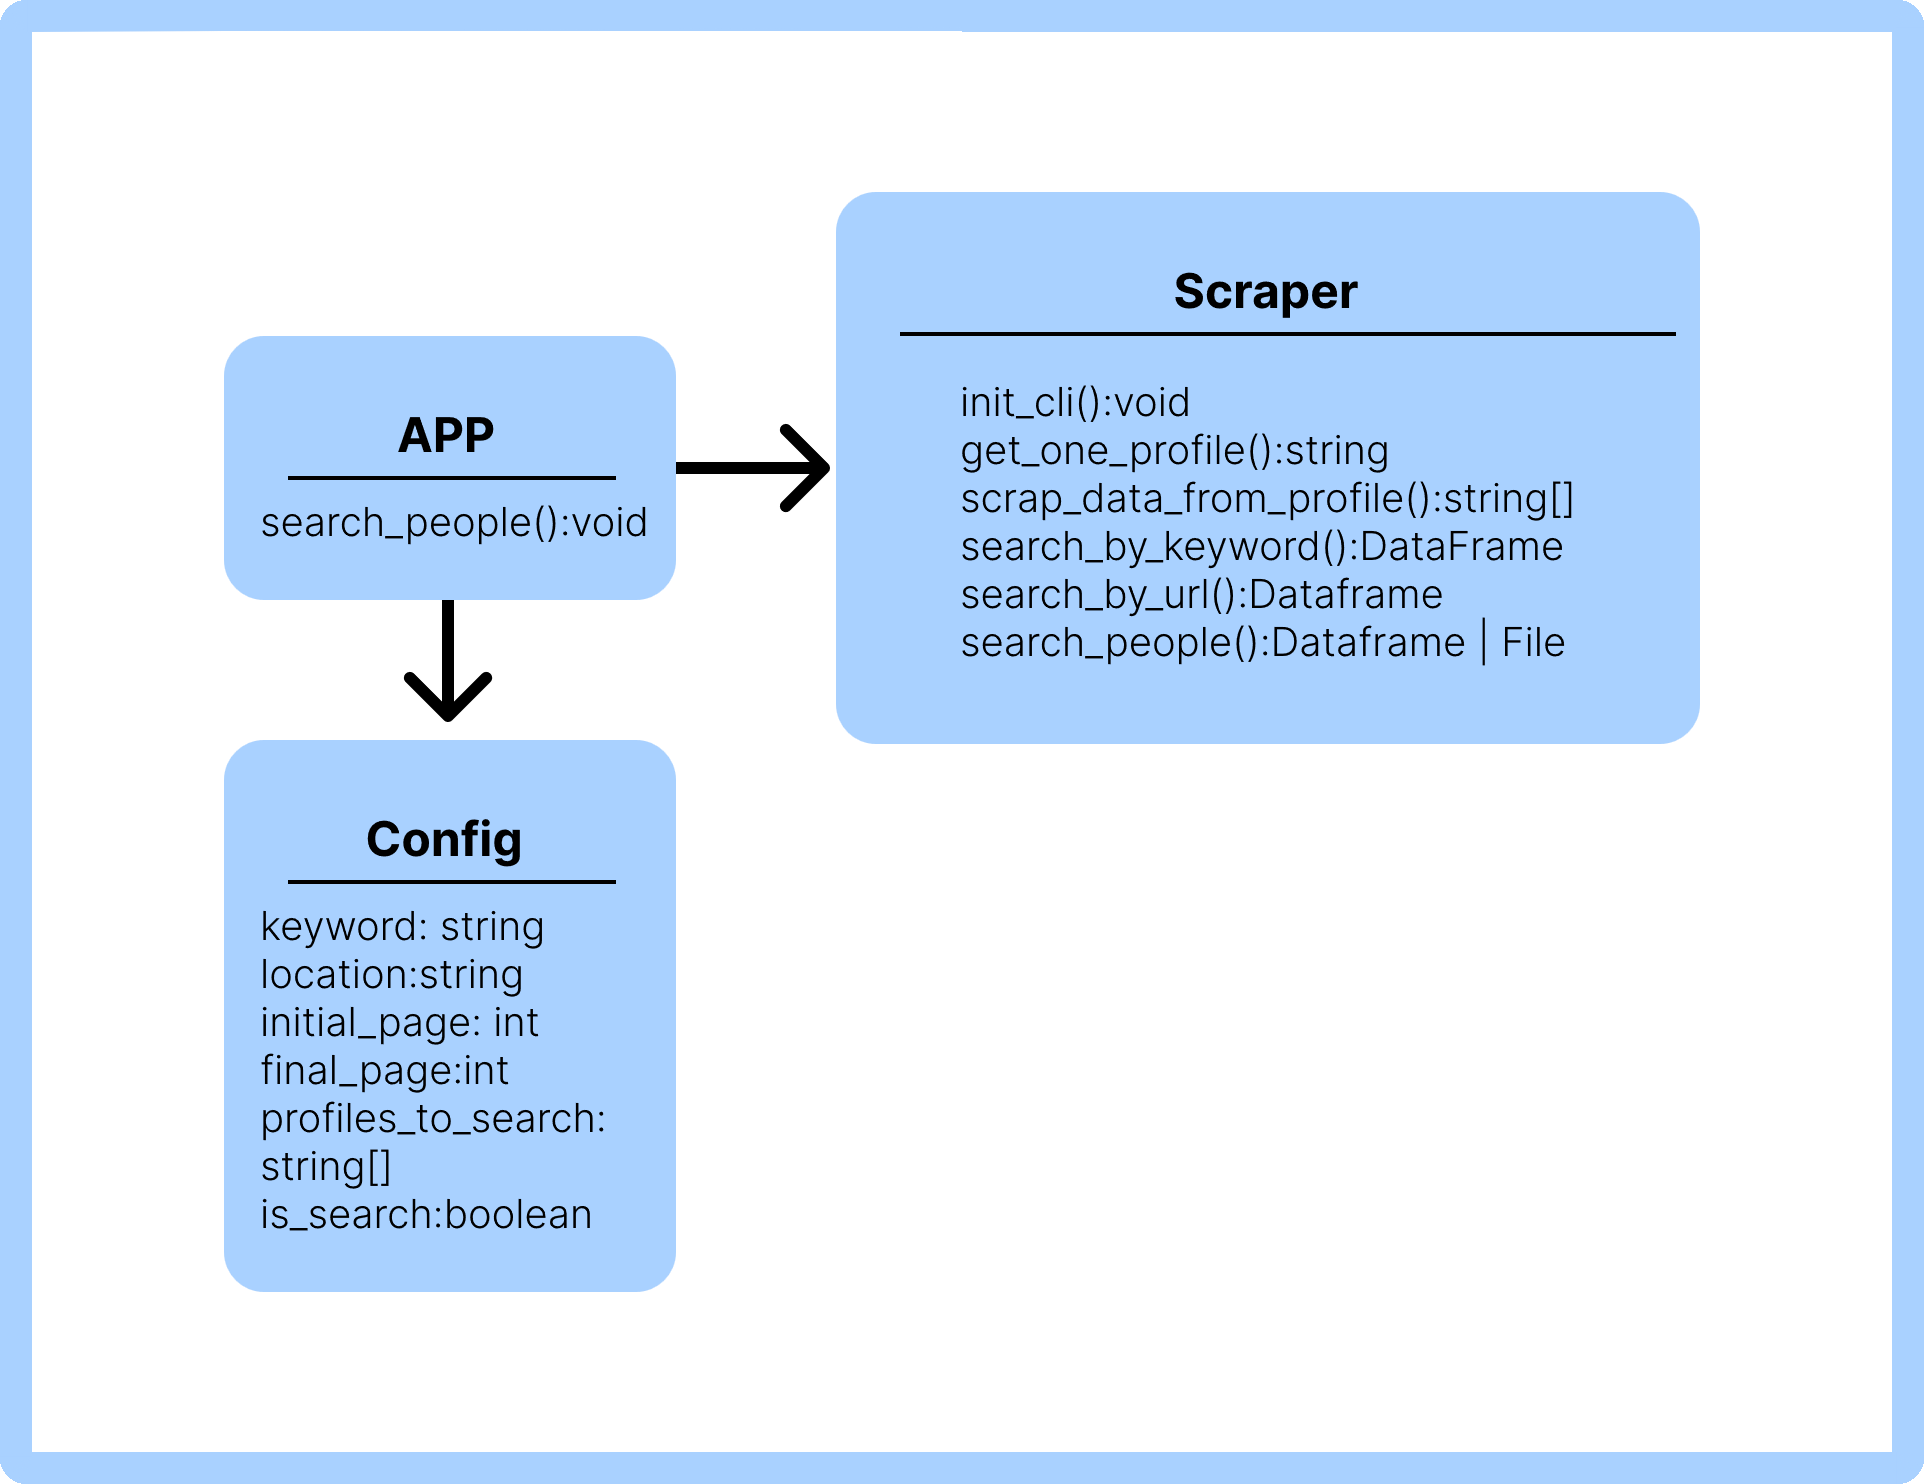 APP
search_people():void
Scraper
init_cli():void
get_one_profile():string
scrap_data_from_profile():string[]
search_by_keyword():DataFrame
search_by_url():Dataframe
search_people():Dataframe | File
Config
keyword: string
location:string
initial_page: int
final_page:int
profiles_to_search:
string[]
is_search:boolean